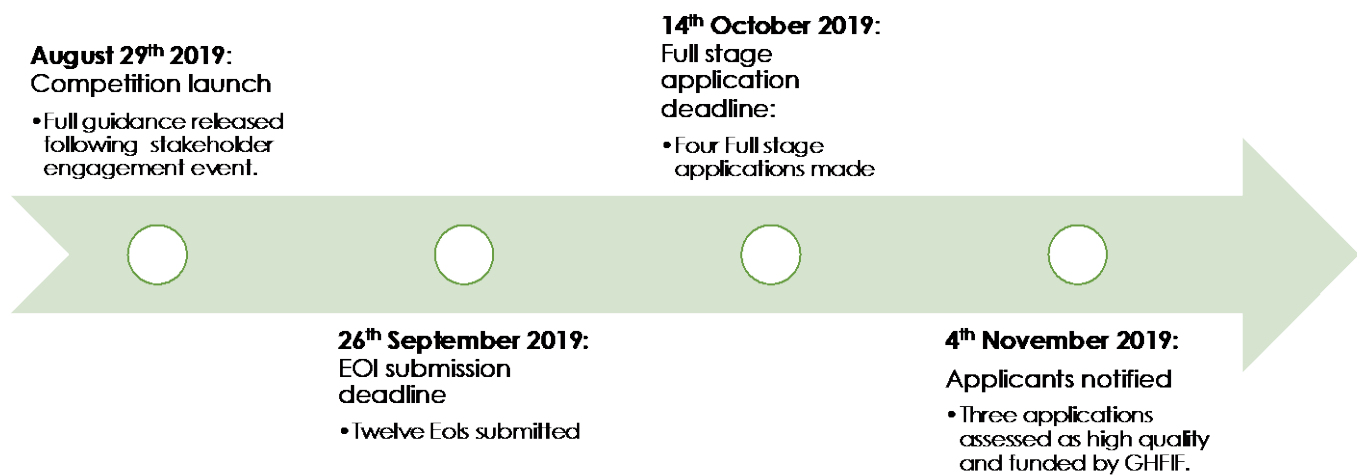 August 29th 2019:
Competition launch
•Full guidance released
following stakeholder
engagement event.
26th September 2019:
EOI submission
deadline
•Twelve EoIs submitted
14th October 2019:
Full stage
application
deadline:
•Four Full stage
applications made
4th November 2019:
Applicants notified
•Three applications
assessed as high quality
and funded by GHFIF.